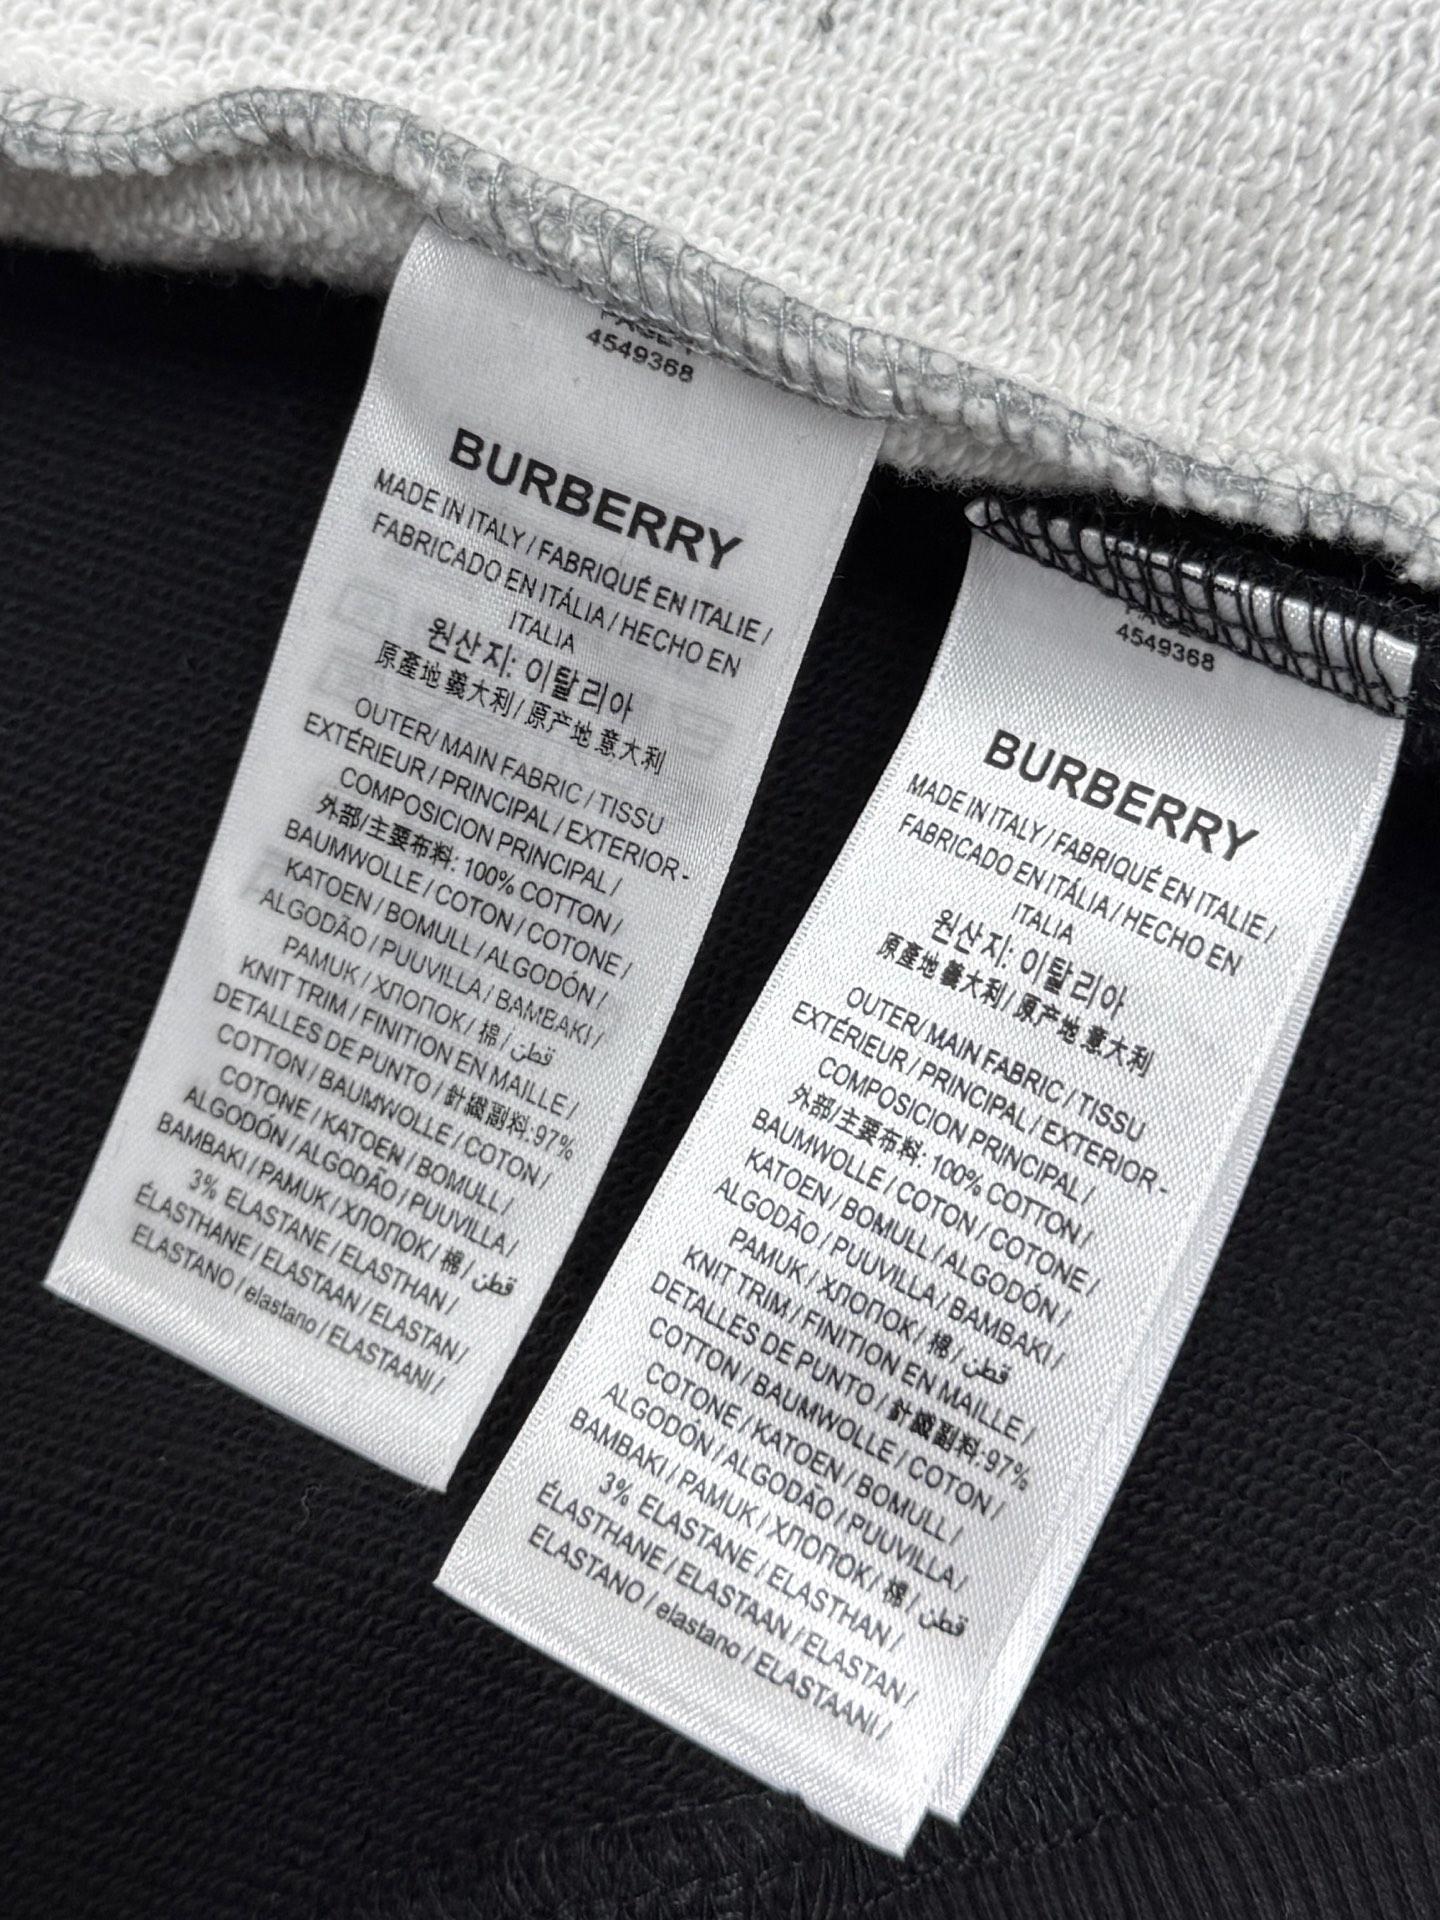 4549368
BURBERRY
MADE IN ITALY / FABRIQUÉ EN ITALIE /
FABRICADO EN ITÁLIA / HECHO EN
ITALIA
원산지: 이탈리아
原產地 義大利 / 原产地 意大利
OUTER/ MAIN FABRIC / TISSU
EXTÉRIEUR / PRINCIPAL / EXTERIOR -
COMPOSICION PRINCIPAL /
外部/主要布料: 100% COTTON /
BAUMWOLLE / COTON / COTONE /
KATOEN / BOMULL / ALGODÓN /
ALGODÃO / PUUVILLA / BAMBAKI /
PAMUK / ХЛОПОК / 棉 / قطن
KNIT TRIM / FINITION EN MAILLE /
DETALLES DE PUNTO / 針織副料:97%
COTTON / BAUMWOLLE / COTON /
COTONE / KATOEN / BOMULL /
ALGODÓN / ALGODÃO / PUUVILLA /
BAMBAKI / PAMUK / ХЛОПОК / 棉 / قطن
3% ELASTANE / ELASTHAN /
ÉLASTHANE / ELASTAAN / ELASTAN /
ELASTANO / elastano / ELASTAANI /
4549368
BURBERRY
MADE IN ITALY / FABRIQUÉ EN ITALIE /
FABRICADO EN ITÁLIA / HECHO EN
ITALIA
원산지: 이탈리아
原產地 義大利 / 原产地 意大利
OUTER/ MAIN FABRIC / TISSU
EXTÉRIEUR / PRINCIPAL / EXTERIOR -
COMPOSICION PRINCIPAL /
外部/主要布料: 100% COTTON /
BAUMWOLLE / COTON / COTONE /
KATOEN / BOMULL / ALGODÓN /
ALGODÃO / PUUVILLA / BAMBAKI /
PAMUK / ХЛОПОК / 棉 / قطن
KNIT TRIM / FINITION EN MAILLE /
DETALLES DE PUNTO / 針織副料:97%
COTTON / BAUMWOLLE / COTON /
COTONE / KATOEN / BOMULL /
ALGODÓN / ALGODÃO / PUUVILLA /
BAMBAKI / PAMUK / ХЛОПОК / 棉 / قطن
3% ELASTANE / ELASTHAN /
ÉLASTHANE / ELASTAAN / ELASTAN /
ELASTANO / elastano / ELASTAANI /